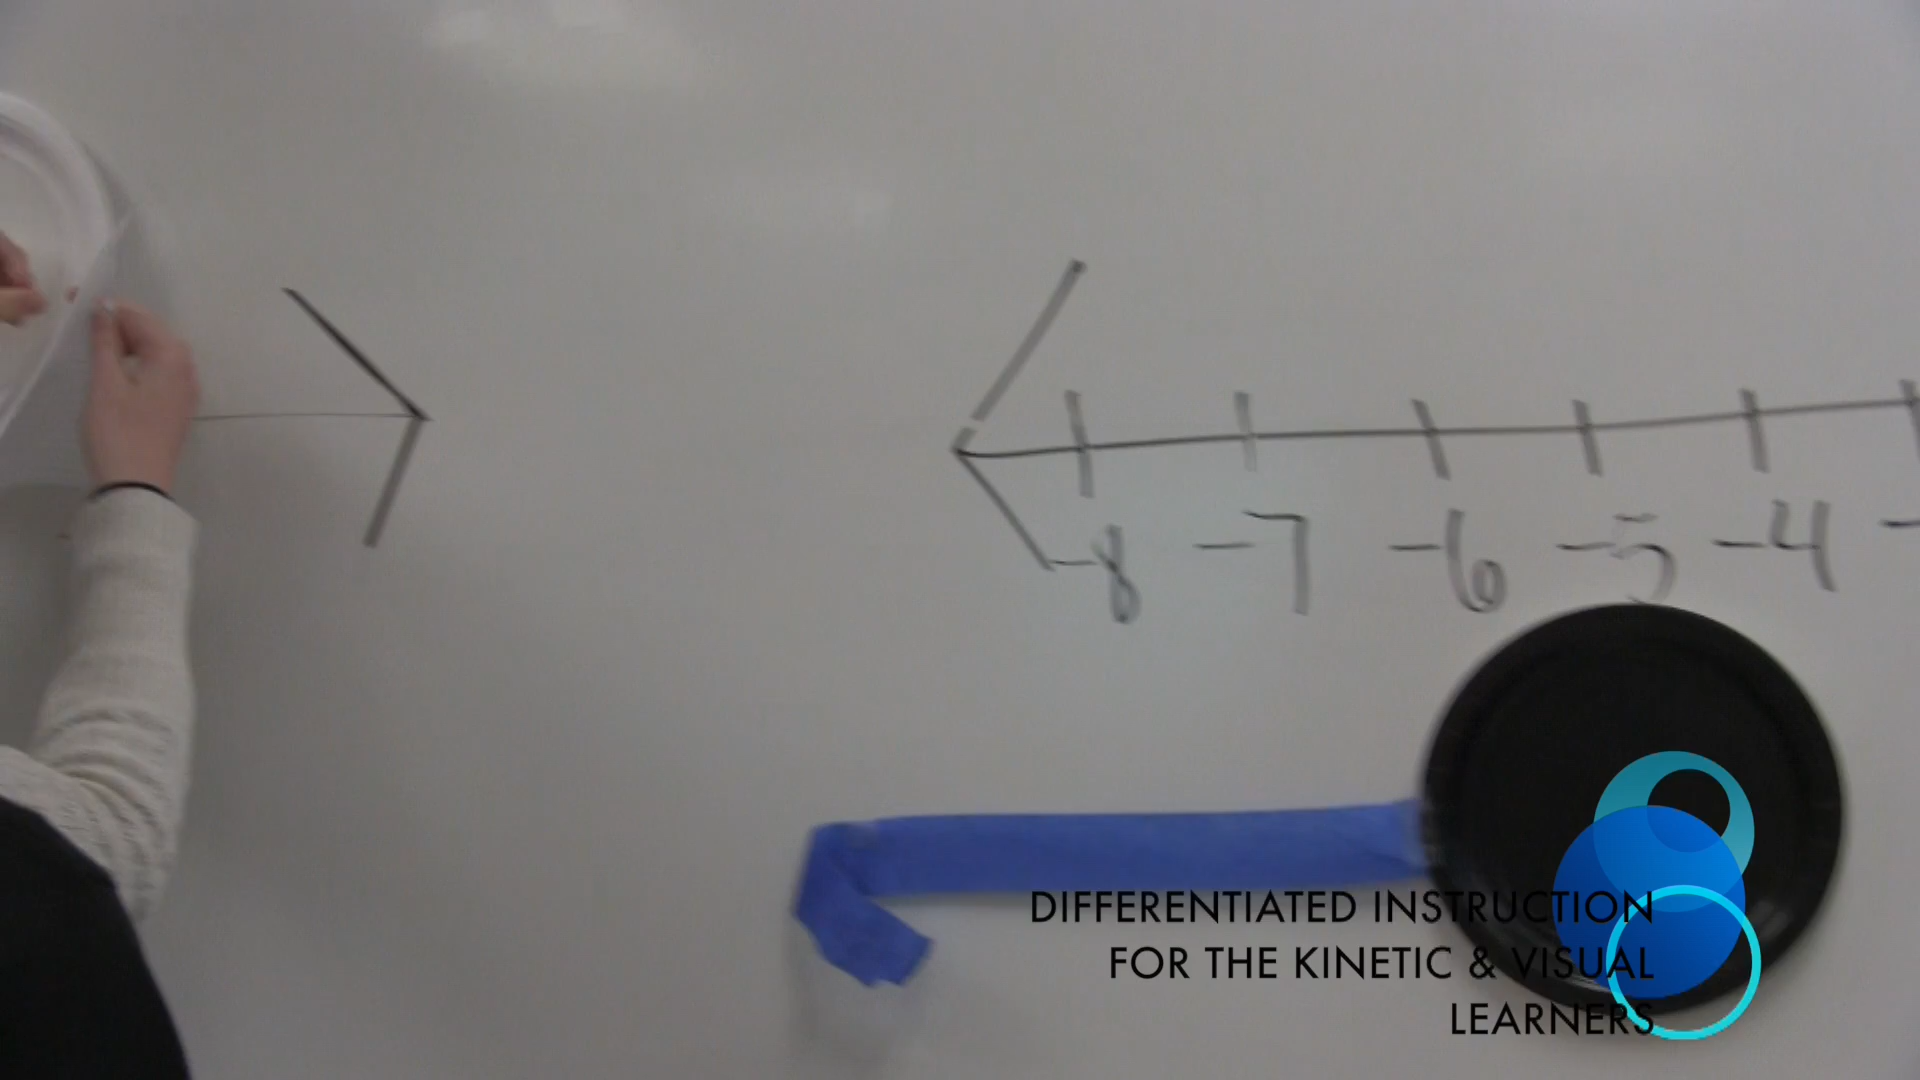 -8 -7 -6 -5 -4 -
DIFFERENTIATED INSTRUCTION
FOR THE KINETIC & VISUAL
LEARNERS